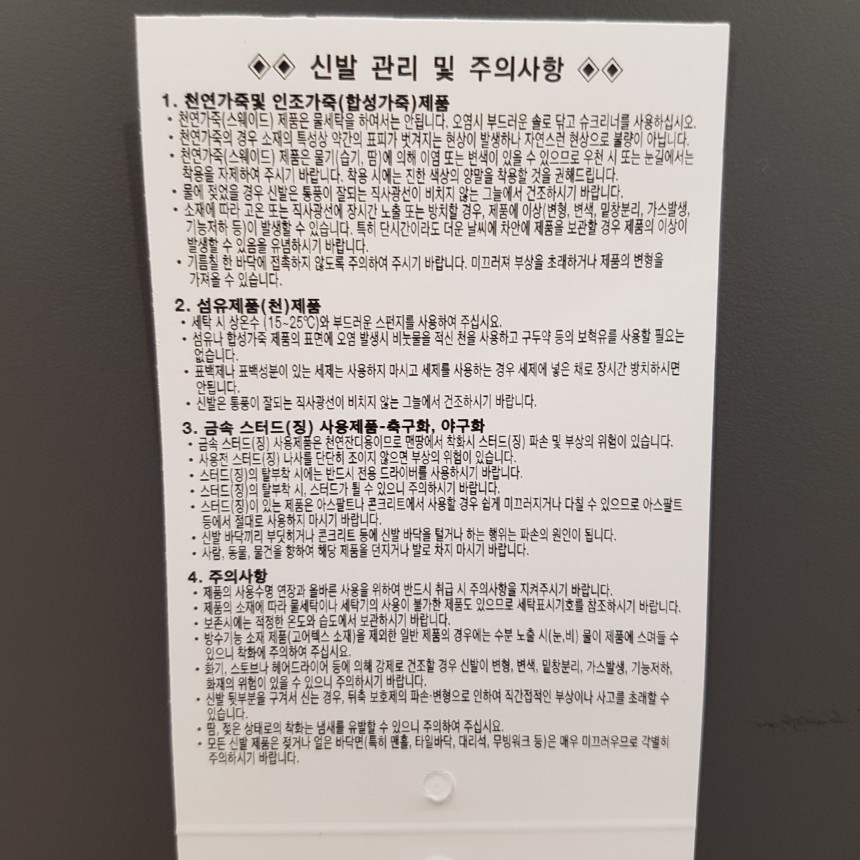 신발 관리 및 주의사항
1. 천연가죽및 인조가죽(합성가죽)제품
• 천연가죽(스웨이드) 제품은 물세탁을 하여서는 안됩니다. 오염시 부드러운 솔로 닦고 슈크리너를 사용하십시오.
• 천연가죽의 경우 소재의 특성상 약간의 표피가 벗겨지는 현상이 발생하나 자연스런 현상으로 불량이 아닙니다.
• 천연가죽(스웨이드) 제품은 물기(습기, 땀)에 의해 이염 또는 변색이 있을 수 있으므로 우천 시 또는 눈길에서는
착용을 자제하여 주시기 바랍니다. 착용 시에는 진한 색상의 양말을 착용할 것을 권해드립니다.
• 물에 젖었을 경우 신발은 통풍이 잘되는 직사광선이 비치지 않는 그늘에서 건조하시기 바랍니다.
• 소재에 따라 고온 또는 직사광선에 장시간 노출 또는 방치할 경우, 제품에 이상(변형, 변색, 밑창분리, 가스발생,
기능저하 등)이 발생할 수 있습니다. 특히 단시간이라도 더운 날씨에 차안에 제품을 보관할 경우 제품의 이상이
발생할 수 있음을 유념하시기 바랍니다.
• 기름칠 한 바닥에 접촉하지 않도록 주의하여 주시기 바랍니다. 미끄러져 부상을 초래하거나 제품의 변형을
가져올 수 있습니다.
2. 섬유제품(천)제품
• 세탁 시 상온수 (15~25℃)와 부드러운 스펀지를 사용하여 주십시요.
• 섬유나 합성가죽 제품의 표면에 오염 발생시 비눗물을 적신 천을 사용하고 구두약 등의 보혁유를 사용할 필요는
없습니다.
• 표백제나 표백성분이 있는 세제는 사용하지 마시고 세제를 사용하는 경우 세제에 넣은 채로 장시간 방치하시면
안됩니다.
• 신발은 통풍이 잘되는 직사광선이 비치지 않는 그늘에서 건조하시기 바랍니다.
3. 금속 스터드(징) 사용제품-축구화, 야구화
• 금속 스터드(징) 사용제품은 천연잔디용이므로 맨땅에서 착화시 스터드(징) 파손 및 부상의 위험이 있습니다.
• 사용전 스터드(징) 나사를 단단히 조이지 않으면 부상의 위험이 있습니다.
• 스터드(징)의 탈부착 시에는 반드시 전용 드라이버를 사용하시기 바랍니다.
• 스터드(징)의 탈부착 시, 스터드가 튈 수 있으니 주의하시기 바랍니다.
• 스터드(징)이 있는 제품은 아스팔트나 콘크리트에서 사용할 경우 쉽게 미끄러지거나 다칠 수 있으므로 아스팔트
등에서 절대로 사용하지 마시기 바랍니다.
• 신발 바닥끼리 부딪히거나 콘크리트 등에 신발 바닥을 털거나 하는 행위는 파손의 원인이 됩니다.
• 사람, 동물, 물건을 향하여 해당 제품을 던지거나 발로 차지 마시기 바랍니다.
4. 주의사항
• 제품의 사용수명 연장과 올바른 사용을 위하여 반드시 취급 시 주의사항을 지켜주시기 바랍니다.
• 제품의 소재에 따라 물세탁이나 세탁기의 사용이 불가한 제품도 있으므로 세탁표시기호를 참조하시기 바랍니다.
• 보존시에는 적정한 온도와 습도에서 보관하시기 바랍니다.
• 방수기능 소재 제품(고어텍스 소재)을 제외한 일반 제품의 경우에는 수분 노출 시(눈,비) 물이 제품에 스며들 수
있으니 착화에 주의하여 주십시요.
• 화기, 스토브나 헤어드라이어 등에 의해 강제로 건조할 경우 신발이 변형, 변색, 밑창분리, 가스발생, 기능저하,
화재의 위험이 있을 수 있으니 주의하시기 바랍니다.
• 신발 뒷부분을 구겨서 신는 경우, 뒤축 보호제의 파손·변형으로 인하여 직간접적인 부상이나 사고를 초래할 수
있습니다.
• 땀, 젖은 상태로의 착화는 냄새를 유발할 수 있으니 주의하여 주십시요.
• 모든 신발 제품은 젖거나 얼은 바닥면(특히 맨홀, 타일바닥, 대리석, 무빙워크 등)은 매우 미끄러우므로 각별히
주의하시기 바랍니다.